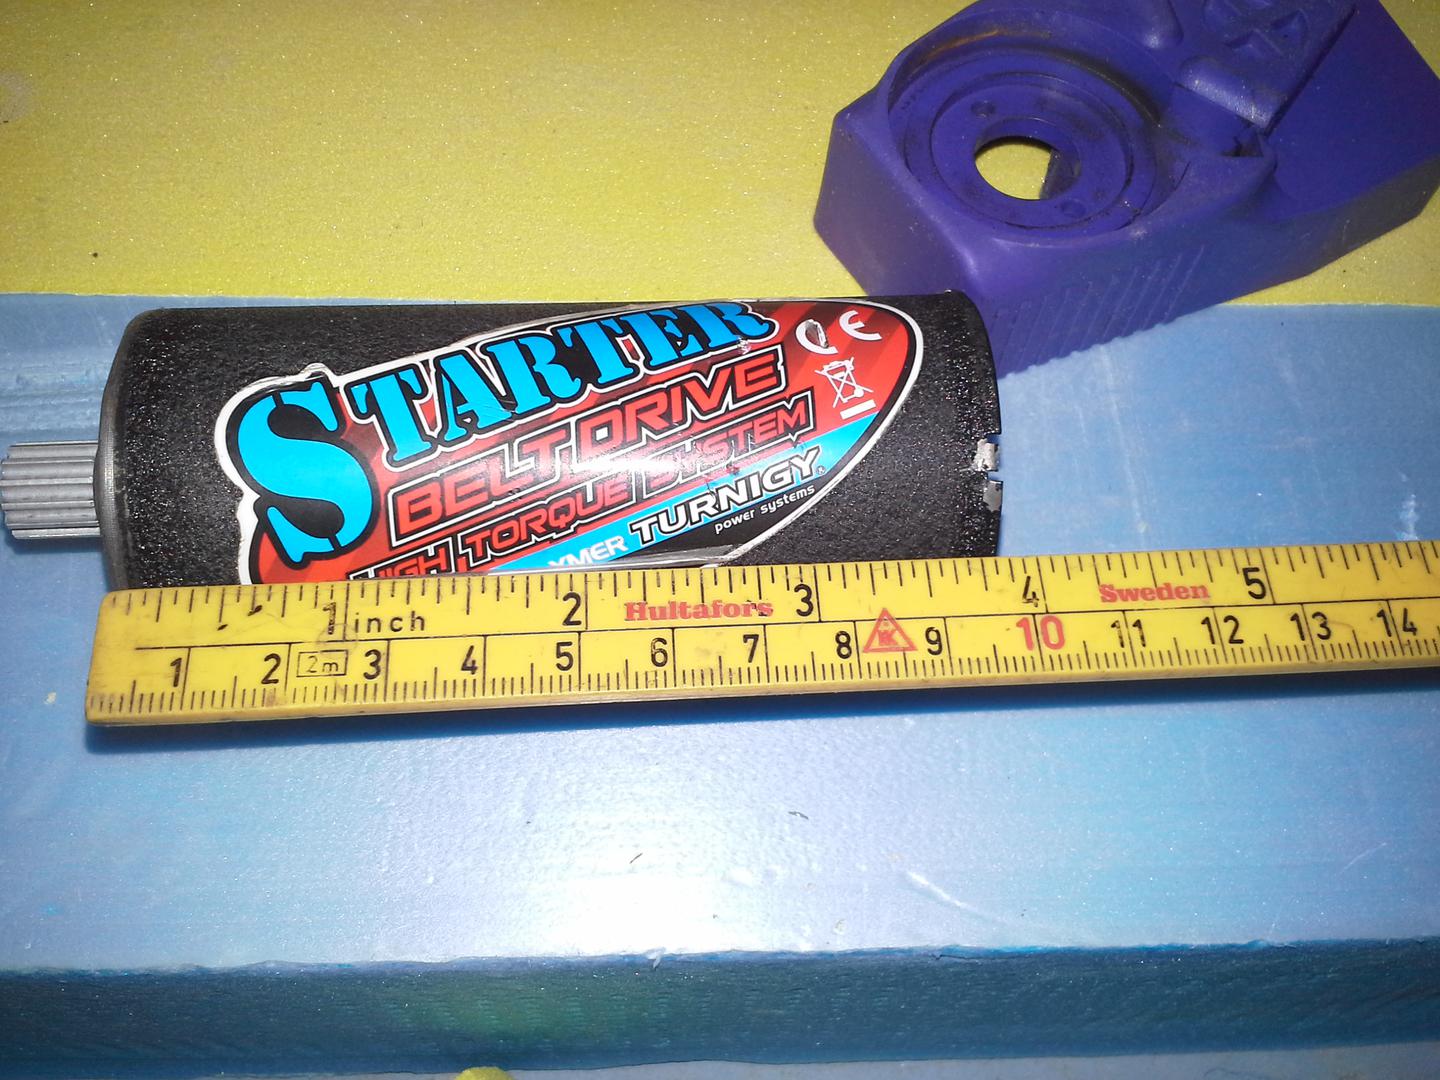 STARTER
BELT DRIVE
HIGH TORQUE SYSTEM
TURNIGY®
power systems
CE
1 inch 2 Hultafors 3 4 Sweden 5
1 2 2m 3 4 5 6 7 8 9 10 11 12 13 14